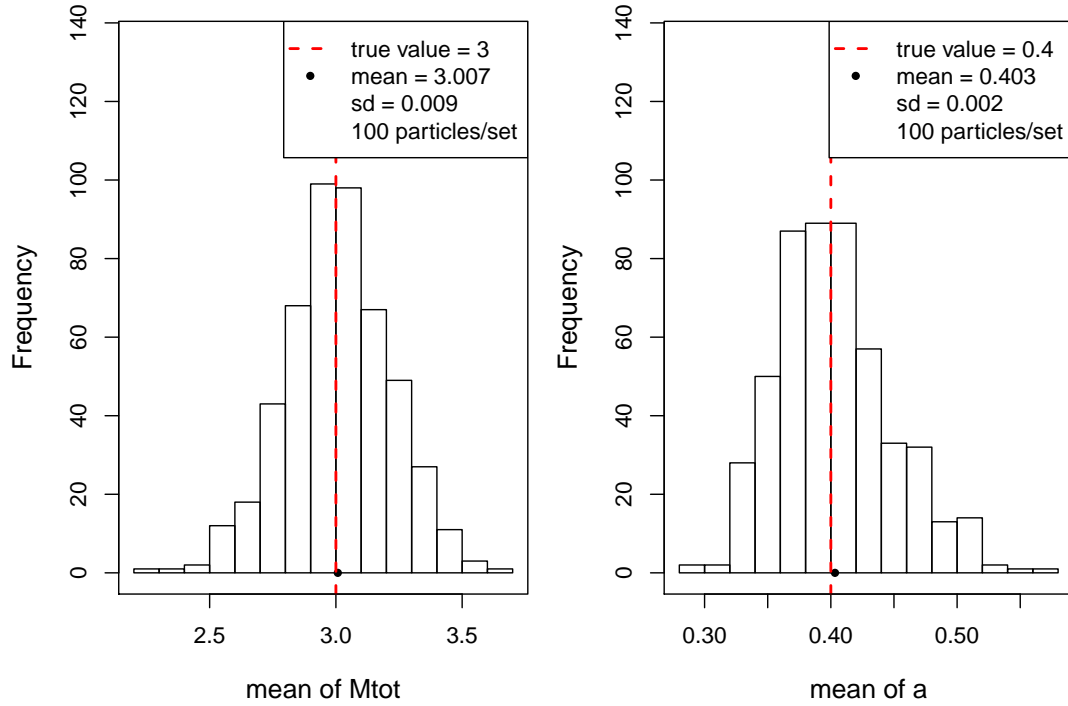 true value = 3
mean = 3.007
sd = 0.009
100 particles/set
Frequency
0
20
40
60
80
100
120
140
2.5
3.0
3.5
mean of Mtot
true value = 0.4
mean = 0.403
sd = 0.002
100 particles/set
Frequency
0
20
40
60
80
100
120
140
0.30
0.40
0.50
mean of a